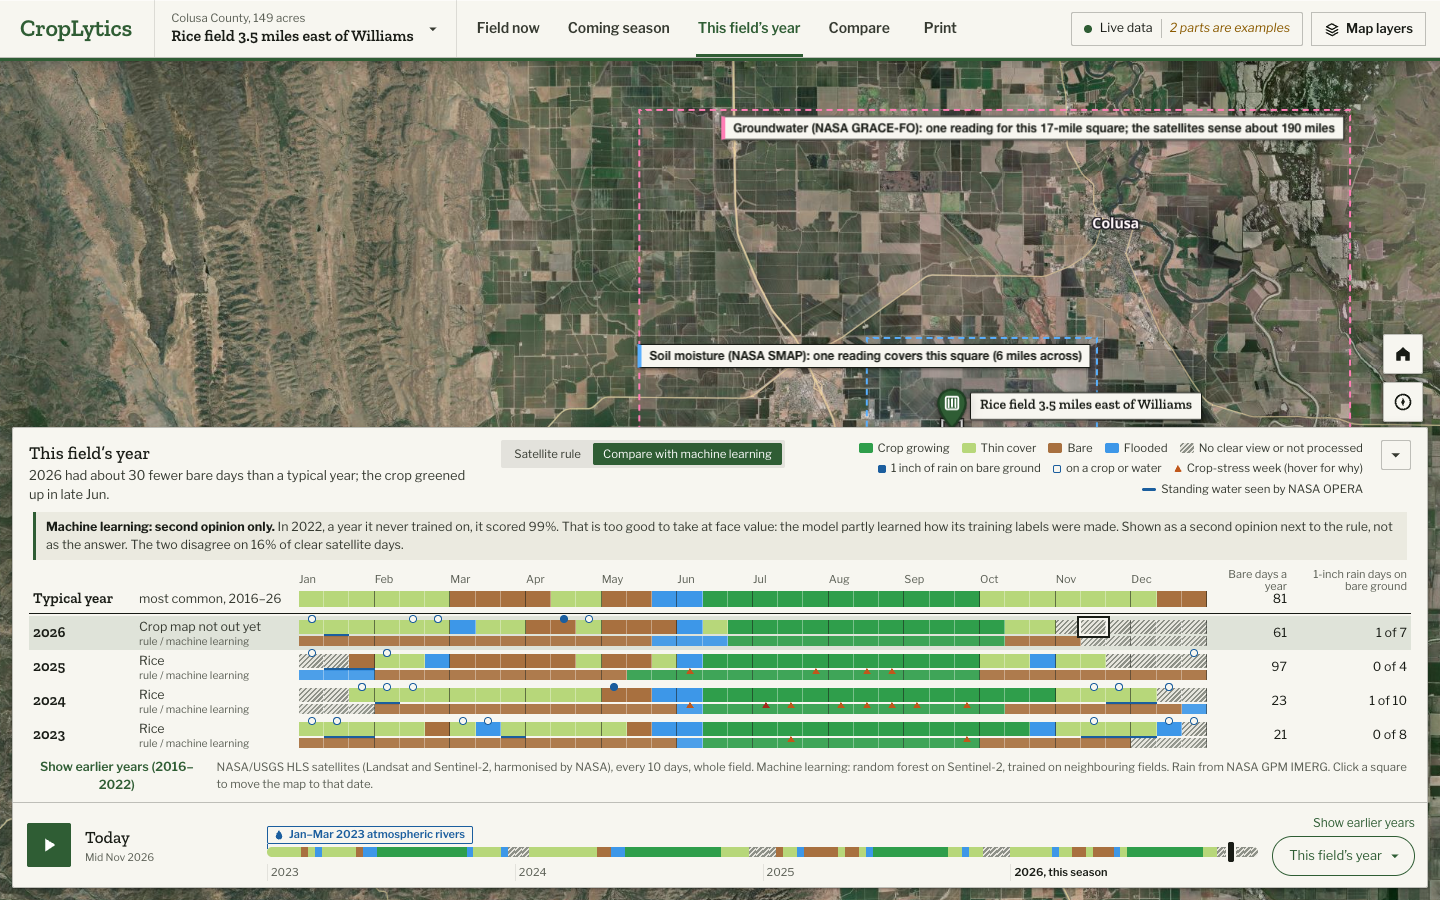 CropLytics
Colusa County, 149 acres
Rice field 3.5 miles east of Williams
Field now
Coming season
This field's year
Compare
Print
Live data
2 parts are examples
Map layers
Groundwater (NASA GRACE-FO): one reading for this 17-mile square; the satellites sense about 190 miles
Colusa
Soil moisture (NASA SMAP): one reading covers this square (6 miles across)
Rice field 3.5 miles east of Williams
This field's year
2026 had about 30 fewer bare days than a typical year; the crop greened
up in late Jun.
Satellite rule
Compare with machine learning
Crop growing
Thin cover
Bare
Flooded
No clear view or not processed
1 inch of rain on bare ground
on a crop or water
Crop-stress week (hover for why)
Standing water seen by NASA OPERA
Machine learning: second opinion only. In 2022, a year it never trained on, it scored 99%. That is too good to take at face value: the model partly learned how its training labels were made. Shown as a second opinion next to the rule, not
as the answer. The two disagree on 16% of clear satellite days.
Jan Feb Mar Apr May Jun Jul Aug Sep Oct Nov Dec
Bare days a
year
1-inch rain days on
bare ground
Typical year most common, 2016–26 81
2026 Crop map not out yet
rule / machine learning
61 1 of 7
2025 Rice
rule / machine learning
97 0 of 4
2024 Rice
rule / machine learning
23 1 of 10
2023 Rice
rule / machine learning
21 0 of 8
Show earlier years (2016–
2022)
NASA/USGS HLS satellites (Landsat and Sentinel-2, harmonised by NASA), every 10 days, whole field. Machine learning: random forest on Sentinel-2, trained on neighbouring fields. Rain from NASA GPM IMERG. Click a square
to move the map to that date.
Today
Mid Nov 2026
Jan–Mar 2023 atmospheric rivers
2023 2024 2025 2026, this season
Show earlier years
This field's year